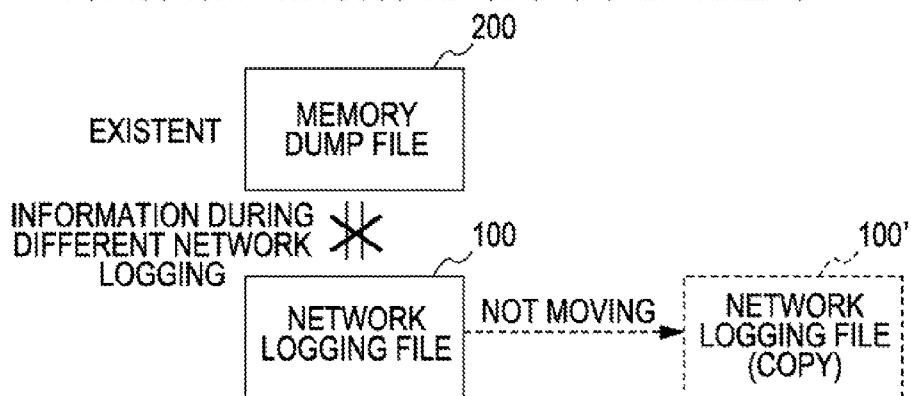 200
MEMORY
DUMP FILE
EXISTENT
INFORMATION DURING
DIFFERENT NETWORK
LOGGING
100
NETWORK
LOGGING FILE
NOT MOVING
100'
NETWORK
LOGGING FILE
(COPY)